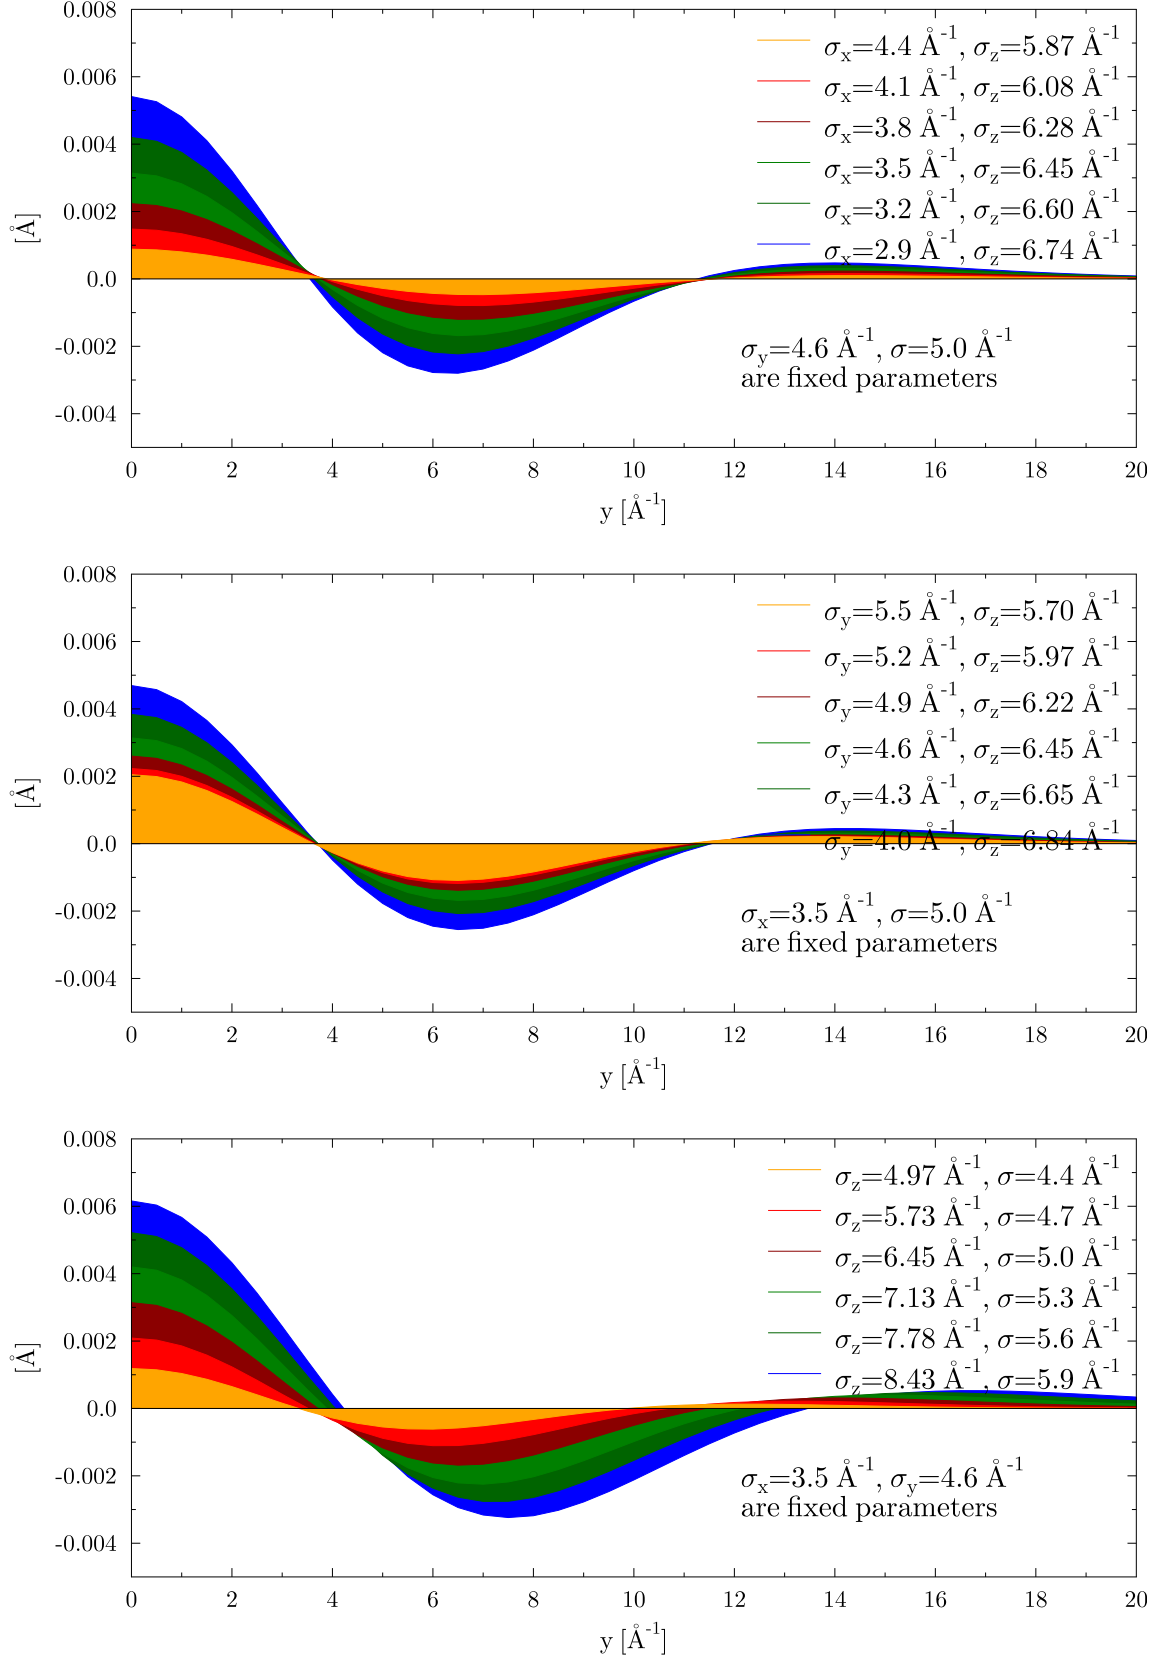 0.008
0.006
0.004
0.002
0.0
-0.002
-0.004
[Å]
σx=4.4 Å-1, σz=5.87 Å-1
σx=4.1 Å-1, σz=6.08 Å-1
σx=3.8 Å-1, σz=6.28 Å-1
σx=3.5 Å-1, σz=6.45 Å-1
σx=3.2 Å-1, σz=6.60 Å-1
σx=2.9 Å-1, σz=6.74 Å-1
σy=4.6 Å-1, σ=5.0 Å-1
are fixed parameters
0 2 4 6 8 10 12 14 16 18 20
y [Å-1]
0.008
0.006
0.004
0.002
0.0
-0.002
-0.004
[Å]
σy=5.5 Å-1, σz=5.70 Å-1
σy=5.2 Å-1, σz=5.97 Å-1
σy=4.9 Å-1, σz=6.22 Å-1
σy=4.6 Å-1, σz=6.45 Å-1
σy=4.3 Å-1, σz=6.65 Å-1
σy=4.0 Å-1, σz=6.84 Å-1
σx=3.5 Å-1, σ=5.0 Å-1
are fixed parameters
0 2 4 6 8 10 12 14 16 18 20
y [Å-1]
0.008
0.006
0.004
0.002
0.0
-0.002
-0.004
[Å]
σz=4.97 Å-1, σ=4.4 Å-1
σz=5.73 Å-1, σ=4.7 Å-1
σz=6.45 Å-1, σ=5.0 Å-1
σz=7.13 Å-1, σ=5.3 Å-1
σz=7.78 Å-1, σ=5.6 Å-1
σz=8.43 Å-1, σ=5.9 Å-1
σx=3.5 Å-1, σy=4.6 Å-1
are fixed parameters
0 2 4 6 8 10 12 14 16 18 20
y [Å-1]